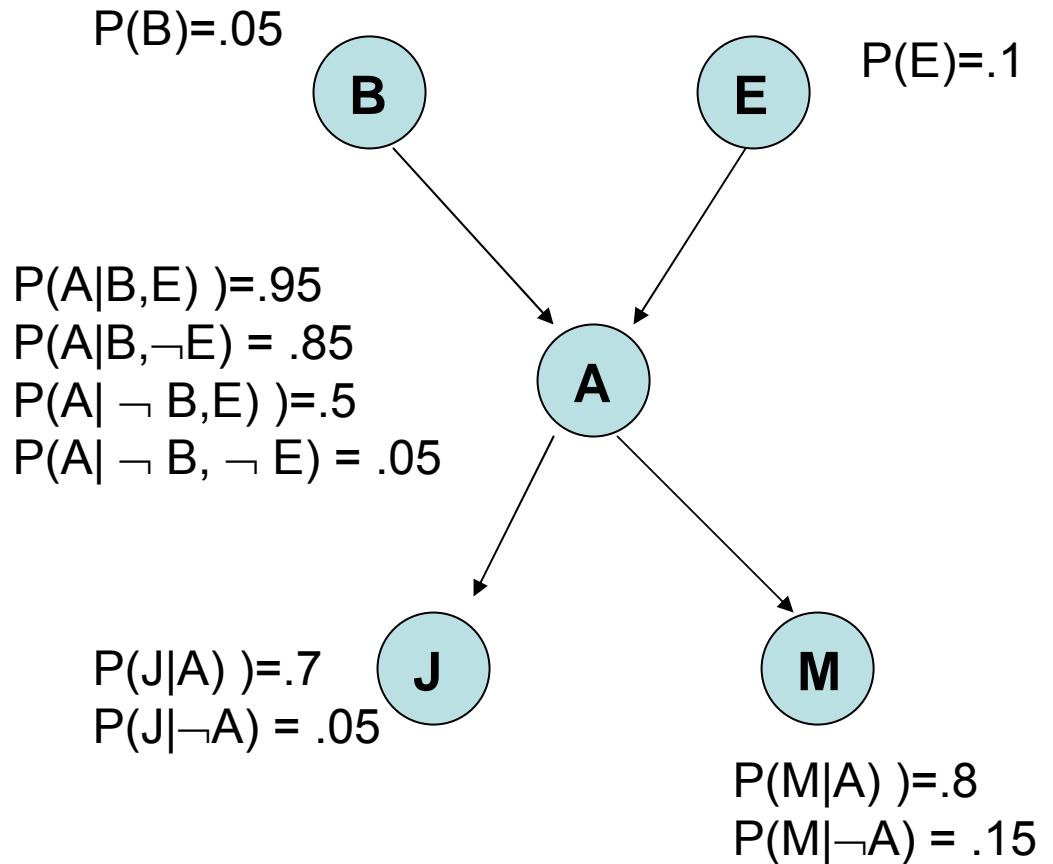 P(B)=.05
B
E
P(E)=.1
P(A|B,E) )=.95
P(A|B,¬E) = .85
P(A| ¬ B,E) )=.5
P(A| ¬ B, ¬ E) = .05
A
P(J|A) )=.7
P(J|¬A) = .05
J
M
P(M|A) )=.8
P(M|¬A) = .15